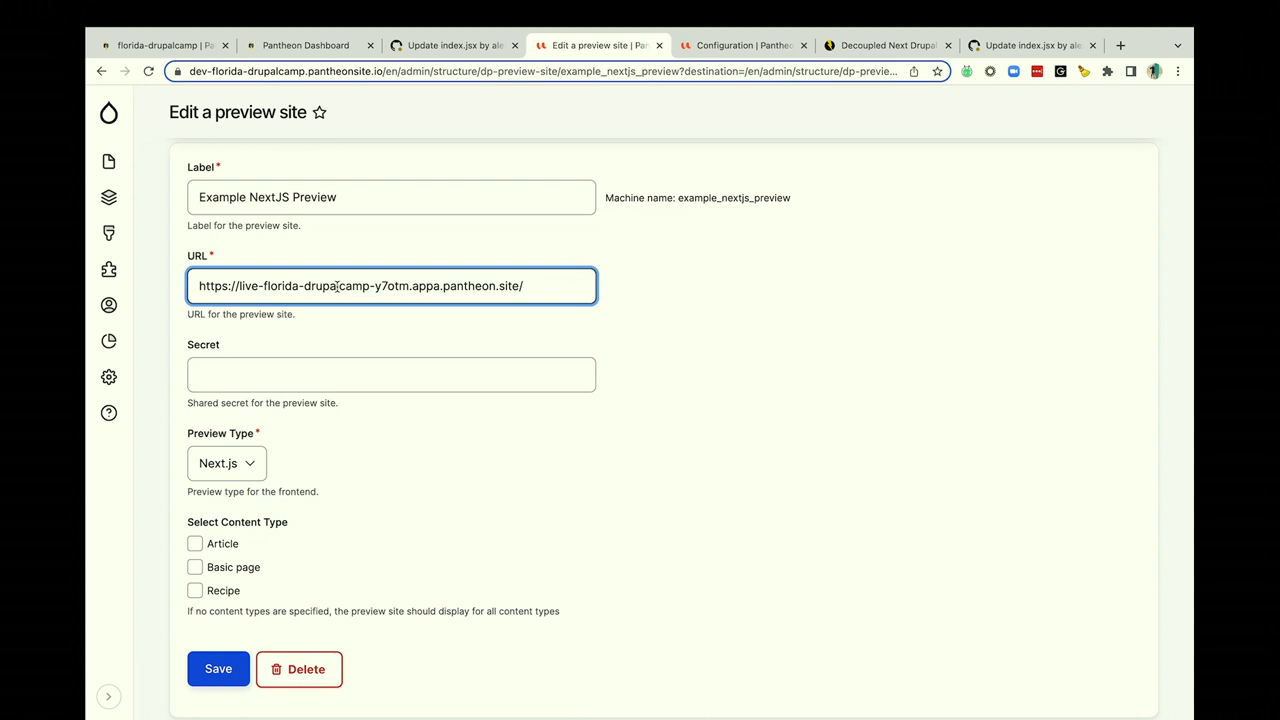 florida-drupalcamp | Pa
Pantheon Dashboard
Update index.jsx by ale
Edit a preview site | Pan
Configuration | Pantheo
Decoupled Next Drupal
Update index.jsx by ale
dev-florida-drupalcamp.pantheonsite.io/en/admin/structure/dp-preview-site/example_nextjs_preview?destination=/en/admin/structure/dp-previe...
Edit a preview site
Label*
Example NextJS Preview
Machine name: example_nextjs_preview
Label for the preview site.
URL*
https://live-florida-drupalcamp-y7otm.appa.pantheon.site/
URL for the preview site.
Secret
Shared secret for the preview site.
Preview Type*
Next.js
Preview type for the frontend.
Select Content Type
Article
Basic page
Recipe
If no content types are specified, the preview site should display for all content types
Save
Delete